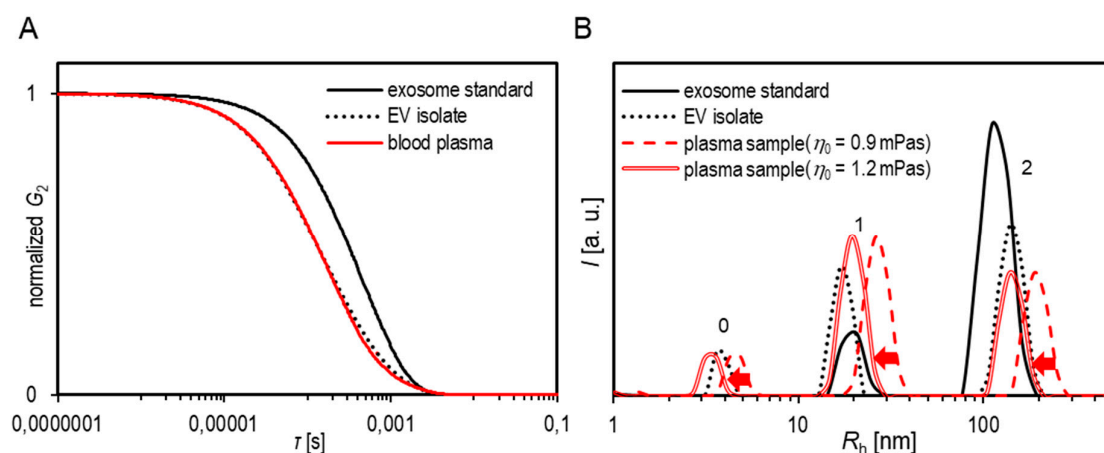 A
B
1
exosome standard
EV isolate
blood plasma
normalized G₂
0
0,0000001
0,00001
0,001
0,1
τ [s]
exosome standard
EV isolate
plasma sample(η₀ = 0.9 mPas)
plasma sample(η₀ = 1.2 mPas)
2
1
0
I [a. u.]
1
10
100
Rₕ [nm]